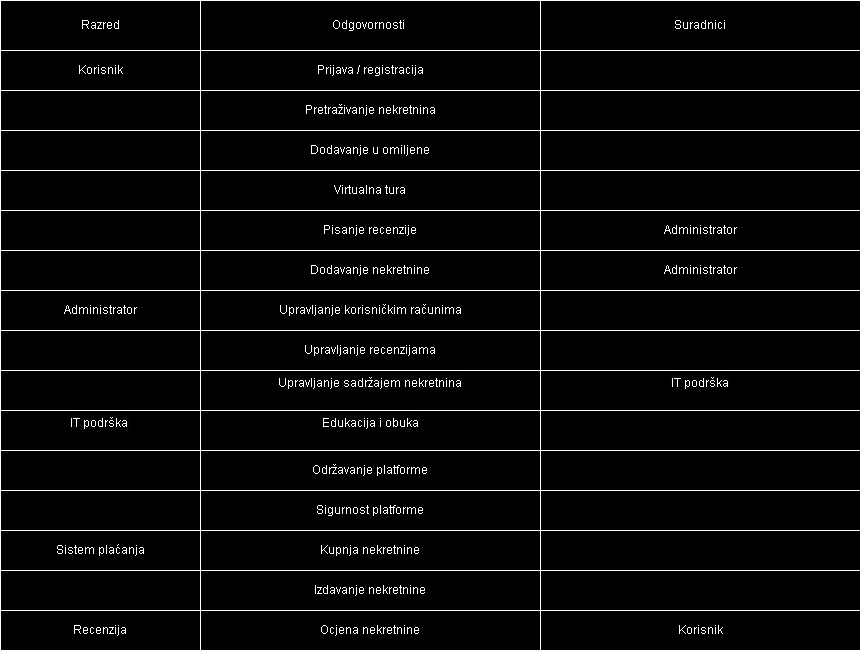 Razred Odgovornosti Suradnici
Korisnik Prijava / registracija
Pretraživanje nekretnina
Dodavanje u omiljene
Virtualna tura
Pisanje recenzije Administrator
Dodavanje nekretnine Administrator
Administrator Upravljanje korisničkim računima
Upravljanje recenzijama
Upravljanje sadržajem nekretnina IT podrška
IT podrška Edukacija i obuka
Održavanje platforme
Sigurnost platforme
Sistem plaćanja Kupnja nekretnine
Izdavanje nekretnine
Recenzija Ocjena nekretnine Korisnik